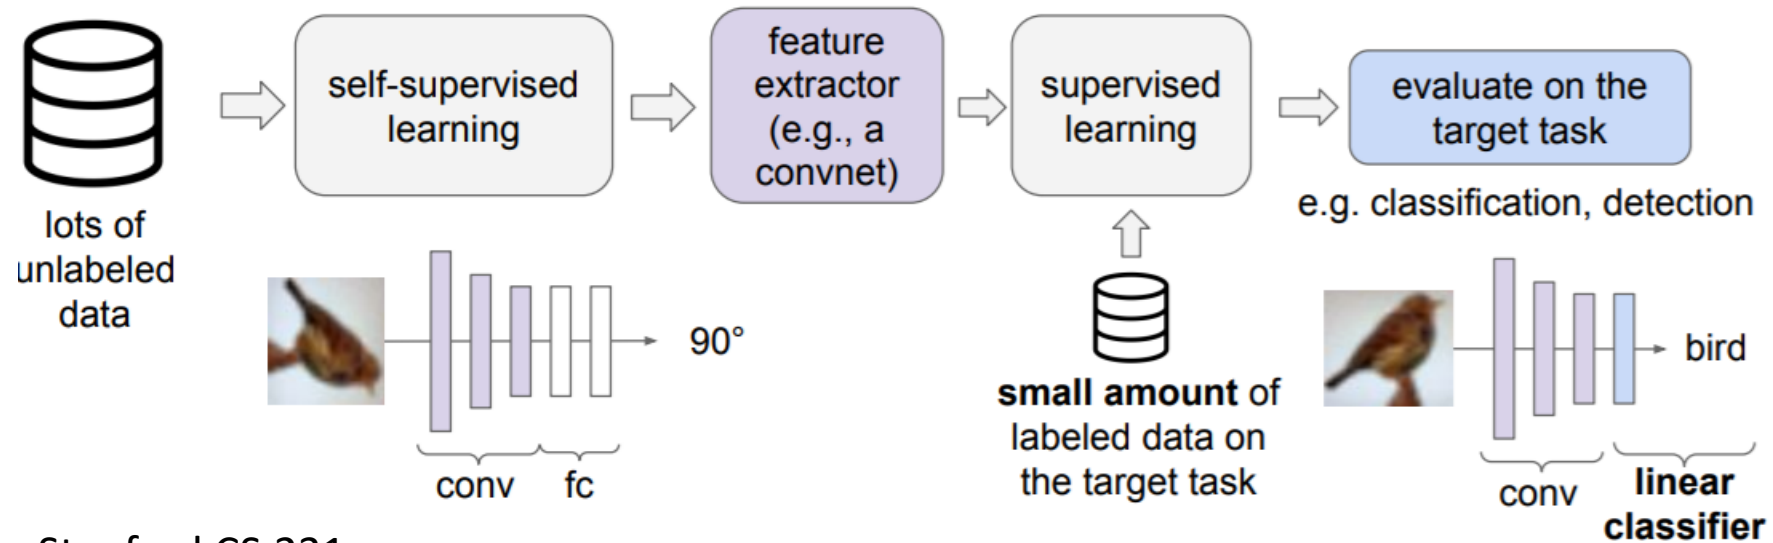 self-supervised
learning
feature
extractor
(e.g., a
convnet)
supervised
learning
evaluate on the
target task
e.g. classification, detection
lots of
unlabeled
data
90°
conv
fc
small amount of
labeled data on
the target task
bird
conv
linear
classifier